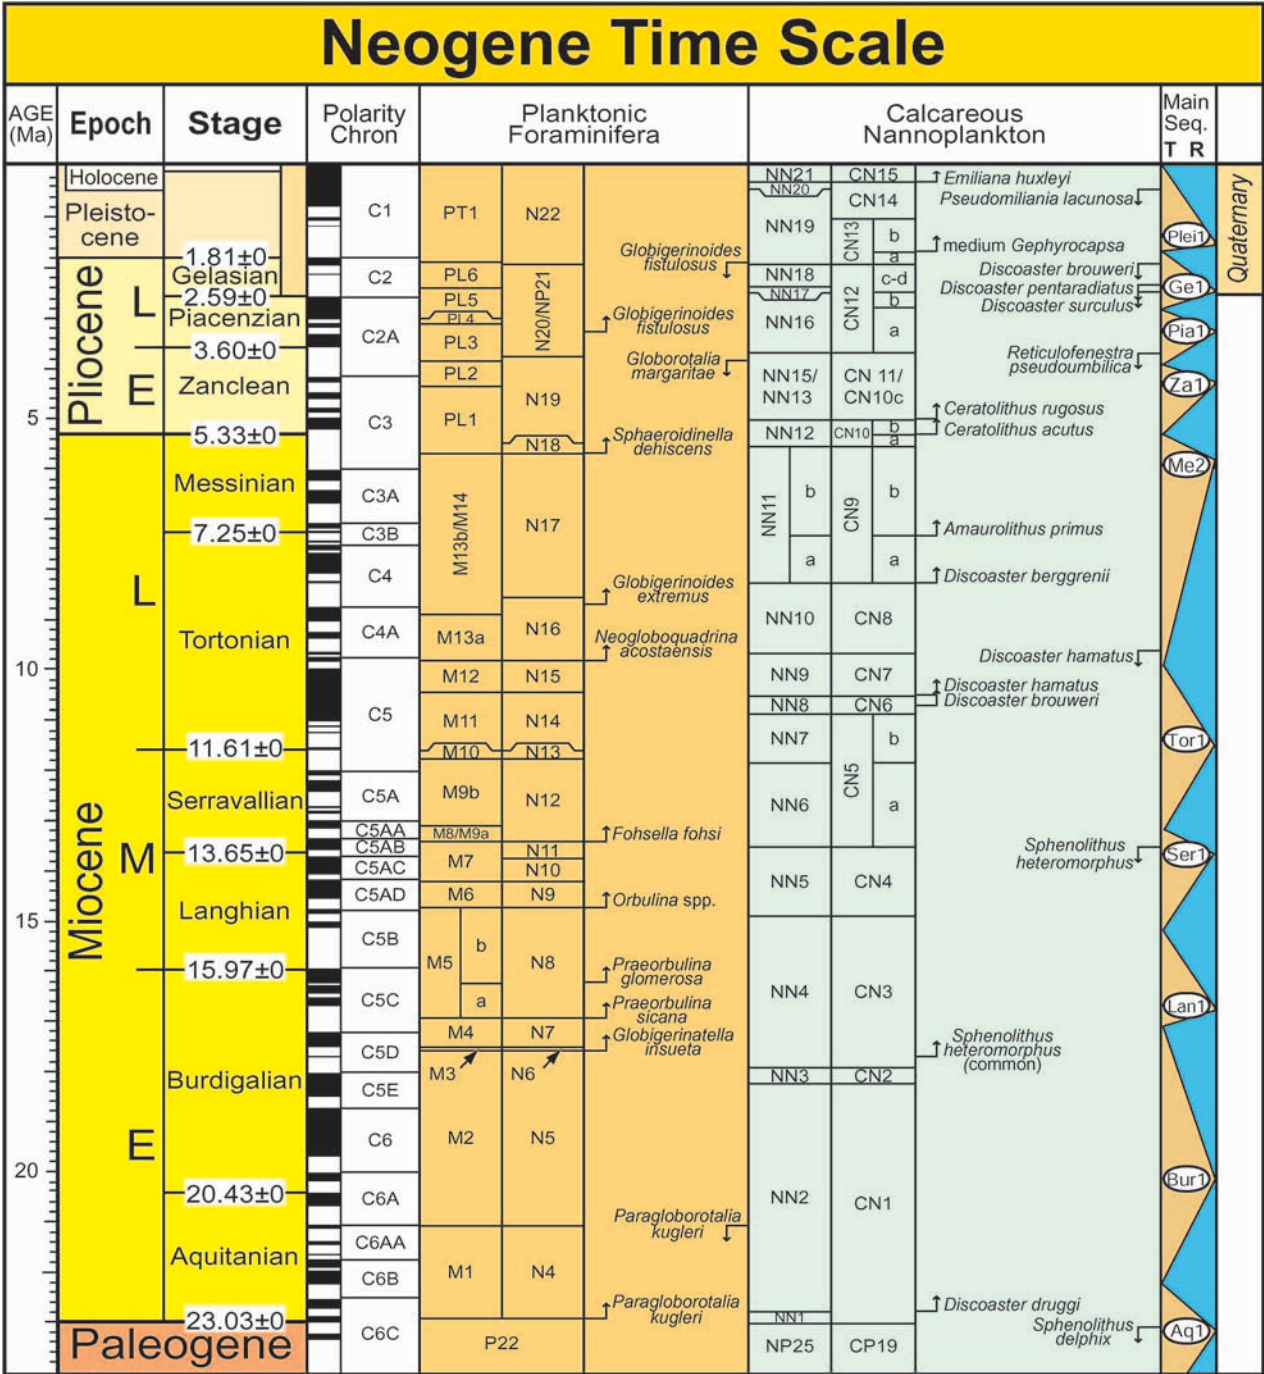 Neogene Time Scale
AGE
(Ma)
Epoch
Stage
Polarity
Chron
Planktonic
Foraminifera
Calcareous
Nannoplankton
Main
Seq.
T R
Holocene
Pleisto-
cene
Pliocene
L
E
Miocene
L
M
E
Paleogene
5
10
15
20
1.81±0
Gelasian
2.59±0
Piacenzian
3.60±0
Zanclean
5.33±0
Messinian
7.25±0
Tortonian
11.61±0
Serravallian
13.65±0
Langhian
15.97±0
Burdigalian
20.43±0
Aquitanian
23.03±0
C1
C2
C2A
C3
C3A
C3B
C4
C4A
C5
C5A
C5AA
C5AB
C5AC
C5AD
C5B
C5C
C5D
C5E
C6
C6A
C6AA
C6B
C6C
PT1
PL6
PL5
PL4
PL3
PL2
PL1
M13b/M14
M13a
M12
M11
M10
M9b
M8/M9a
M7
M6
M5
b
a
M4
M3
M2
M1
P22
N22
N20/NP21
N19
N18
N17
N16
N15
N14
N13
N12
N11
N10
N9
N8
N7
N6
N5
N4
Globigerinoides
fistulosus
Globigerinoides
fistulosus
Globorotalia
margaritae
Sphaeroidinella
dehiscens
Globigerinoides
extremus
Neogloboquadrina
acostaensis
Fohsella fohsi
Orbulina spp.
Praeorbulina
glomerosa
Praeorbulina
sicana
Globigerinatella
insueta
Paragloborotalia
kugleri
Paragloborotalia
kugleri
NN21
NN20
NN19
NN18
NN17
NN16
NN15/
NN13
NN12
NN11
b
a
NN10
NN9
NN8
NN7
NN6
NN5
NN4
NN3
NN2
NN1
NP25
CN15
CN14
CN13
b
a
CN12
c-d
b
a
CN 11/
CN10c
CN10
b
a
CN9
b
a
CN8
CN7
CN6
CN5
b
a
CN4
CN3
CN2
CN1
CP19
Emiliana huxleyi
Pseudomiliania lacunosa
medium Gephyrocapsa
Discoaster brouweri
Discoaster pentaradiatus
Discoaster surculus
Reticulofenestra
pseudoumbilica
Ceratolithus rugosus
Ceratolithus acutus
Amaurolithus primus
Discoaster berggrenii
Discoaster hamatus
Discoaster hamatus
Discoaster brouweri
Sphenolithus
heteromorphus
Sphenolithus
heteromorphus
(common)
Discoaster druggi
Sphenolithus
delphix
Plei1
Ge1
Pia1
Za1
Me2
Tor1
Ser1
Lan1
Bur1
Aq1
Quaternary